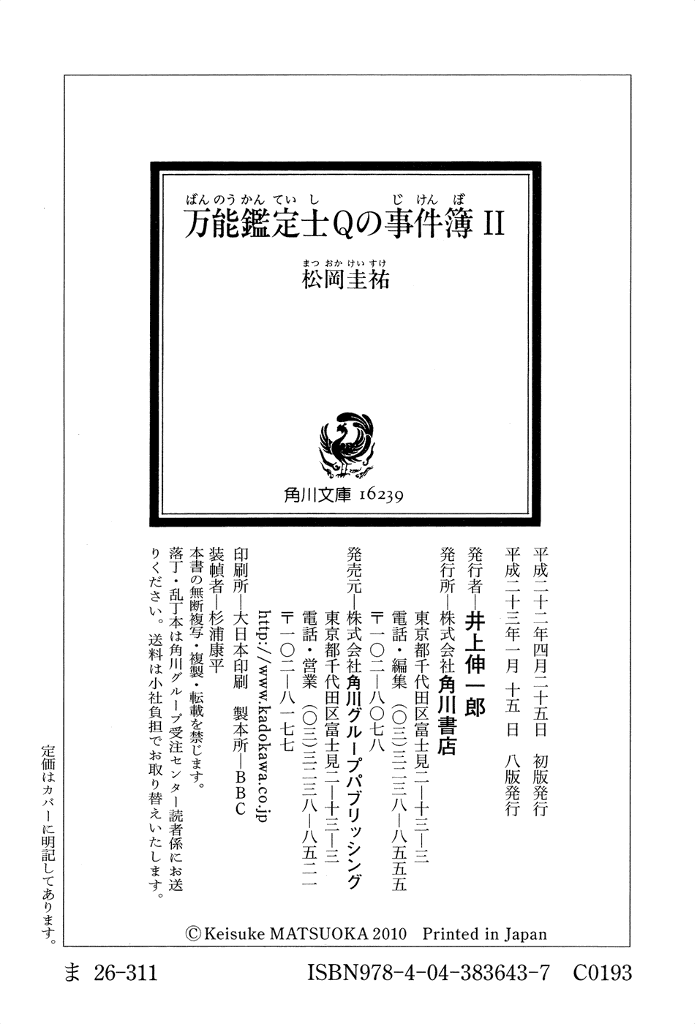 ばんのうかんていし じけんぼ
万能鑑定士Qの事件簿 II
まつおかけいすけ
松岡圭祐
角川文庫 16239
平成二十二年四月二十五日 初版発行
平成二十三年一月十五日 八版発行
発行者―井上伸一郎
発行所―株式会社角川書店
東京都千代田区富士見二―十三―三
電話・編集 (〇三)三二三八―八五五五
〒一〇二―八〇七八
発売元―株式会社角川グループパブリッシング
東京都千代田区富士見二―十三―三
電話・営業 (〇三)三二三八―八五二一
〒一〇二―八一七七
http://www.kadokawa.co.jp
印刷所―大日本印刷 製本所―BBC
装幀者―杉浦康平
本書の無断複写・複製・転載を禁じます。
落丁・乱丁本は角川グループ受注センター読者係にお送
りください。送料は小社負担でお取り替えいたします。
定価はカバーに明記してあります。
©Keisuke MATSUOKA 2010 Printed in Japan
ま 26-311 ISBN978-4-04-383643-7 C0193